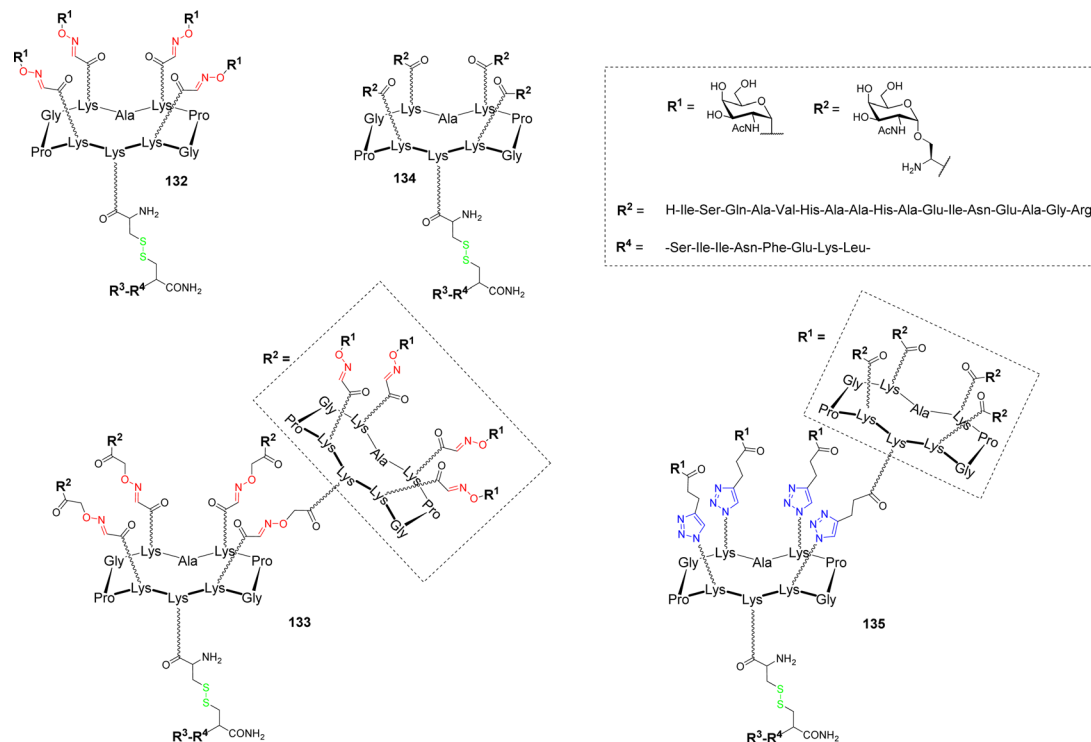 R¹ R¹
O-N N-O
R¹ R¹
O-N N-O
O O
O O
Lys Lys
Gly Ala Pro
Pro Lys Lys Lys Gly
132
O NH₂
S
S
R³-R⁴ CONH₂
R² R²
O O
R² R²
O O
Lys Lys
Gly Ala Pro
Pro Lys Lys Lys Gly
134
O NH₂
S
S
R³-R⁴ CONH₂
R¹ = HO OH
O
HO
AcNH
R² = HO OH
O
HO
AcNH
O
H₂N
R² = H-Ile-Ser-Gln-Ala-Val-His-Ala-Ala-His-Ala-Glu-Ile-Asn-Glu-Ala-Gly-Arg
R⁴ = -Ser-Ile-Ile-Asn-Phe-Glu-Lys-Leu-
R² =
R¹ R¹
O-N O-N
O O
Gly Lys
Pro Lys Ala Lys
Lys Lys Pro
Gly
O N-O R¹
O N-O R¹
R² R²
O O
R²
O
O-N N-O
O-N N-O
O O
O O O
Lys Lys
Gly Ala Pro
Pro Lys Lys Lys Gly
133
O NH₂
S
S
R³-R⁴ CONH₂
R¹ =
R²
R² O
O R²
O
R²
O
Gly Lys
Ala
Pro Lys Lys
Lys Lys Pro
Gly
R¹ R¹
O O
R¹
O O
N=N N=N
N N
N=N N=N
N N
Lys Lys
Gly Ala Pro
Pro Lys Lys Lys Gly
135
O NH₂
S
S
R³-R⁴ CONH₂